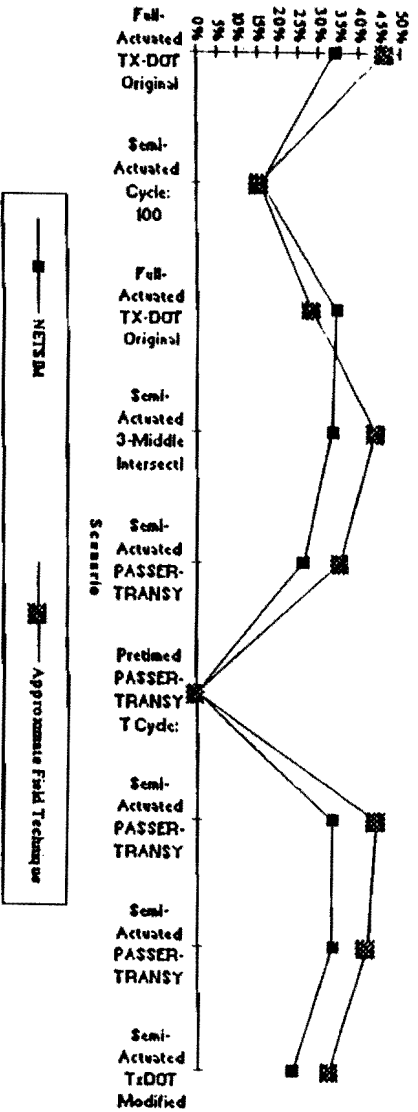 50%
45%
40%
35%
30%
25%
20%
15%
10%
5%
0%
Full-
Actuated
TX-DOT
Original
Semi-
Actuated
Cycle:
100
Full-
Actuated
TX-DOT
Original
Semi-
Actuated
3-Middle
Intersecti
Semi-
Actuated
PASSER-
TRANSY
Pretimed
PASSER-
TRANSY
T Cycle:
Semi-
Actuated
PASSER-
TRANSY
Semi-
Actuated
PASSER-
TRANSY
Semi-
Actuated
TxDOT
Modified
Scenario
NETSIM
Approximate Field Technique